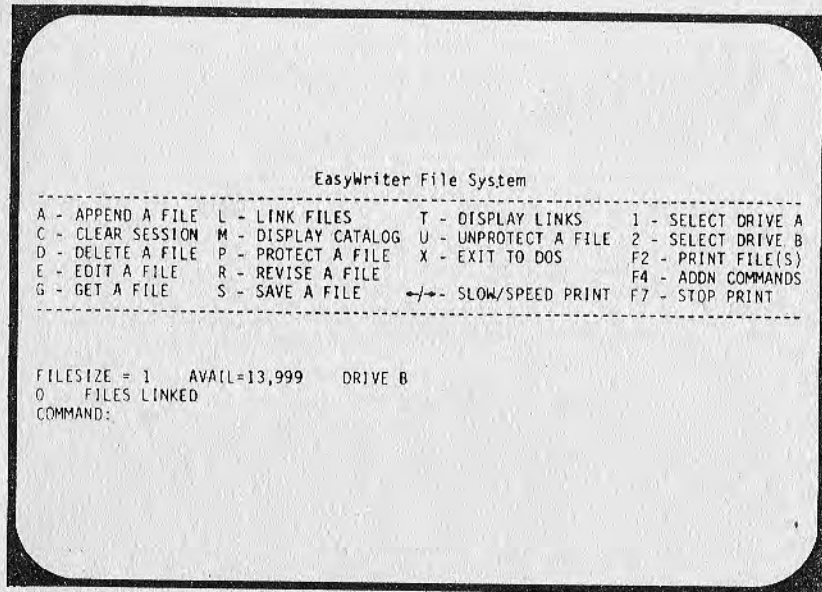 EasyWriter File System
A - APPEND A FILE L - LINK FILES T - DISPLAY LINKS 1 - SELECT DRIVE A
C - CLEAR SESSION M - DISPLAY CATALOG U - UNPROTECT A FILE 2 - SELECT DRIVE B
D - DELETE A FILE P - PROTECT A FILE X - EXIT TO DOS F2 - PRINT FILE(S)
E - EDIT A FILE R - REVISE A FILE F4 - ADDN COMMANDS
G - GET A FILE S - SAVE A FILE ←/→- SLOW/SPEED PRINT F7 - STOP PRINT
FILESIZE = 1 AVAIL=13,999 DRIVE B
0 FILES LINKED
COMMAND: